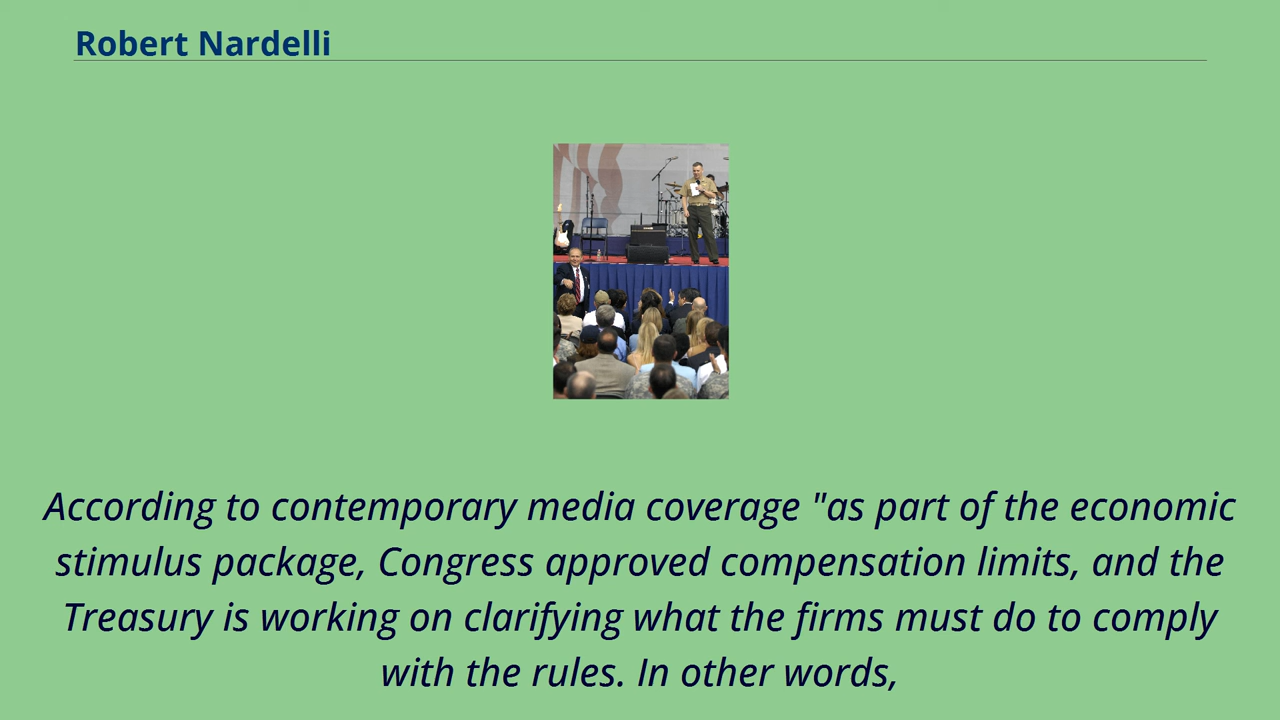 Robert Nardelli
According to contemporary media coverage "as part of the economic
stimulus package, Congress approved compensation limits, and the
Treasury is working on clarifying what the firms must do to comply
with the rules. In other words,